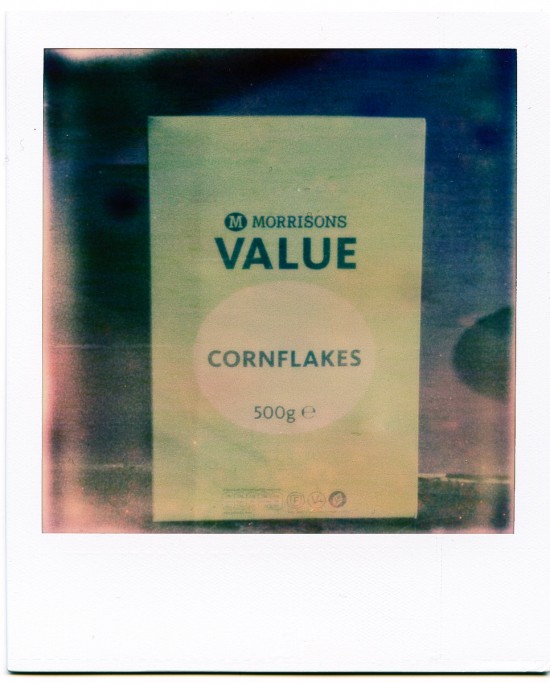 M MORRISONS
VALUE
CORNFLAKES
500g ℮